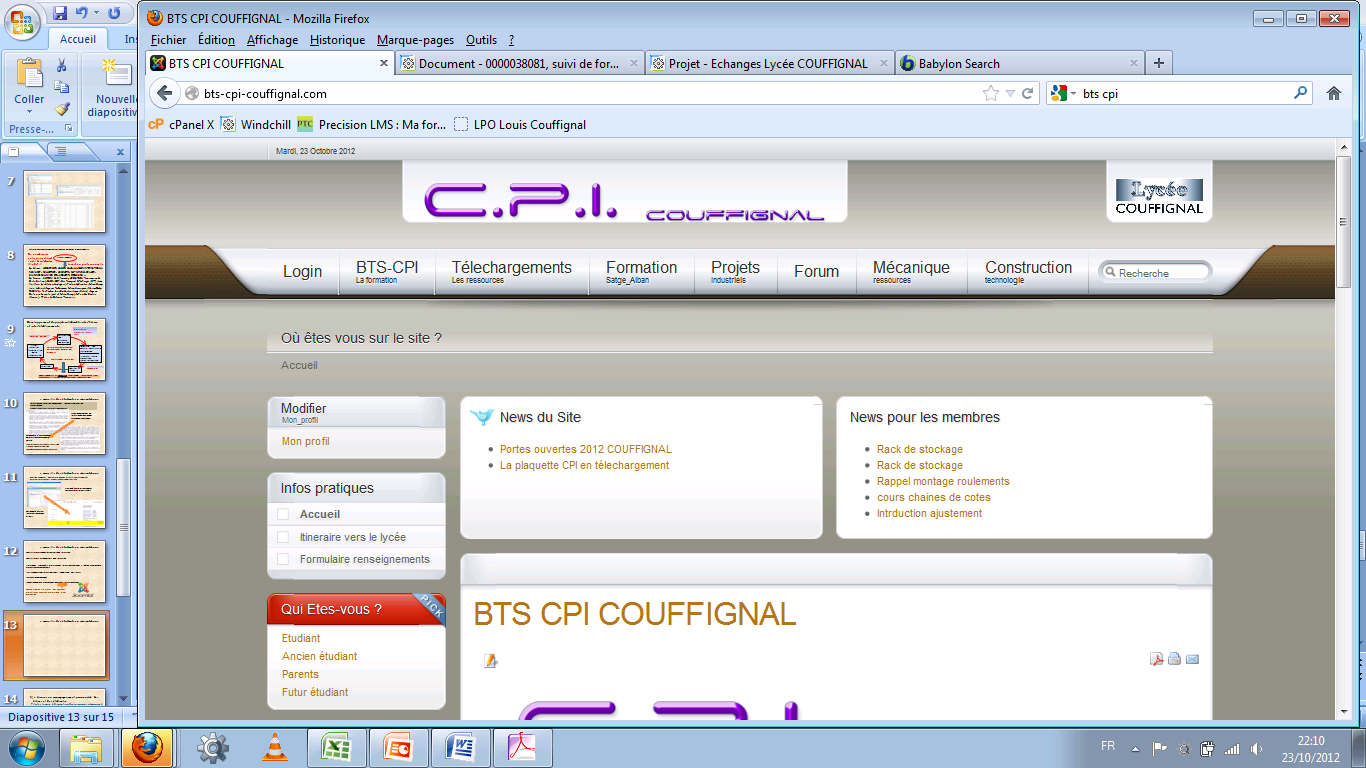 BTS CPI COUFFIGNAL - Mozilla Firefox
Fichier Édition Affichage Historique Marque-pages Outils ?
BTS CPI COUFFIGNAL
Document - 0000038081, suivi de for...
Projet - Echanges Lycée COUFFIGNAL
Babylon Search
bts-cpi-couffignal.com
bts cpi
cPanel X
Windchill
PTC Precision LMS : Ma for...
LPO Louis Couffignal
Accueil
Ins
Coller
Nouvelle
diapositiv
Presse-...
7
8
9
10
11
12
13
14
Diapositive 13 sur 15
Mardi, 23 Octobre 2012
C.P.I. COUFFIGNAL
Lycée
COUFFIGNAL
Login
BTS-CPI
La formation
Télechargements
Les ressources
Formation
Satge_Alban
Projets
Industriels
Forum
Mécanique
ressources
Construction
technologie
Recherche
Où êtes vous sur le site ?
Accueil
Modifier
Mon_profil
Mon profil
Infos pratiques
Accueil
Itineraire vers le lycée
Formulaire renseignements
Qui Etes-vous ?
PICK
Etudiant
Ancien étudiant
Parents
Futur étudiant
News du Site
Portes ouvertes 2012 COUFFIGNAL
La plaquette CPI en télechargement
News pour les membres
Rack de stockage
Rack de stockage
Rappel montage roulements
cours chaines de cotes
Intrduction ajustement
BTS CPI COUFFIGNAL
FR
22:10
23/10/2012